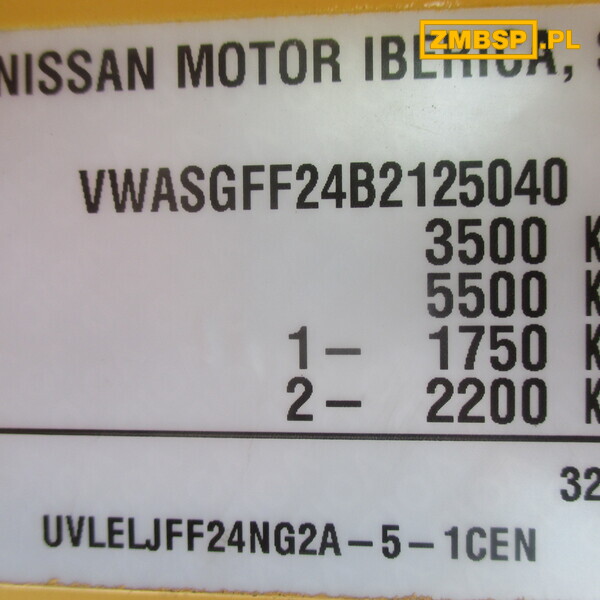 ZMBSP.PL
NISSAN MOTOR IBERICA, S
VWASGFF24B2125040
3500 K
5500 K
1- 1750 K
2- 2200 K
32
UVLELJFF24NG2A-5-1CEN